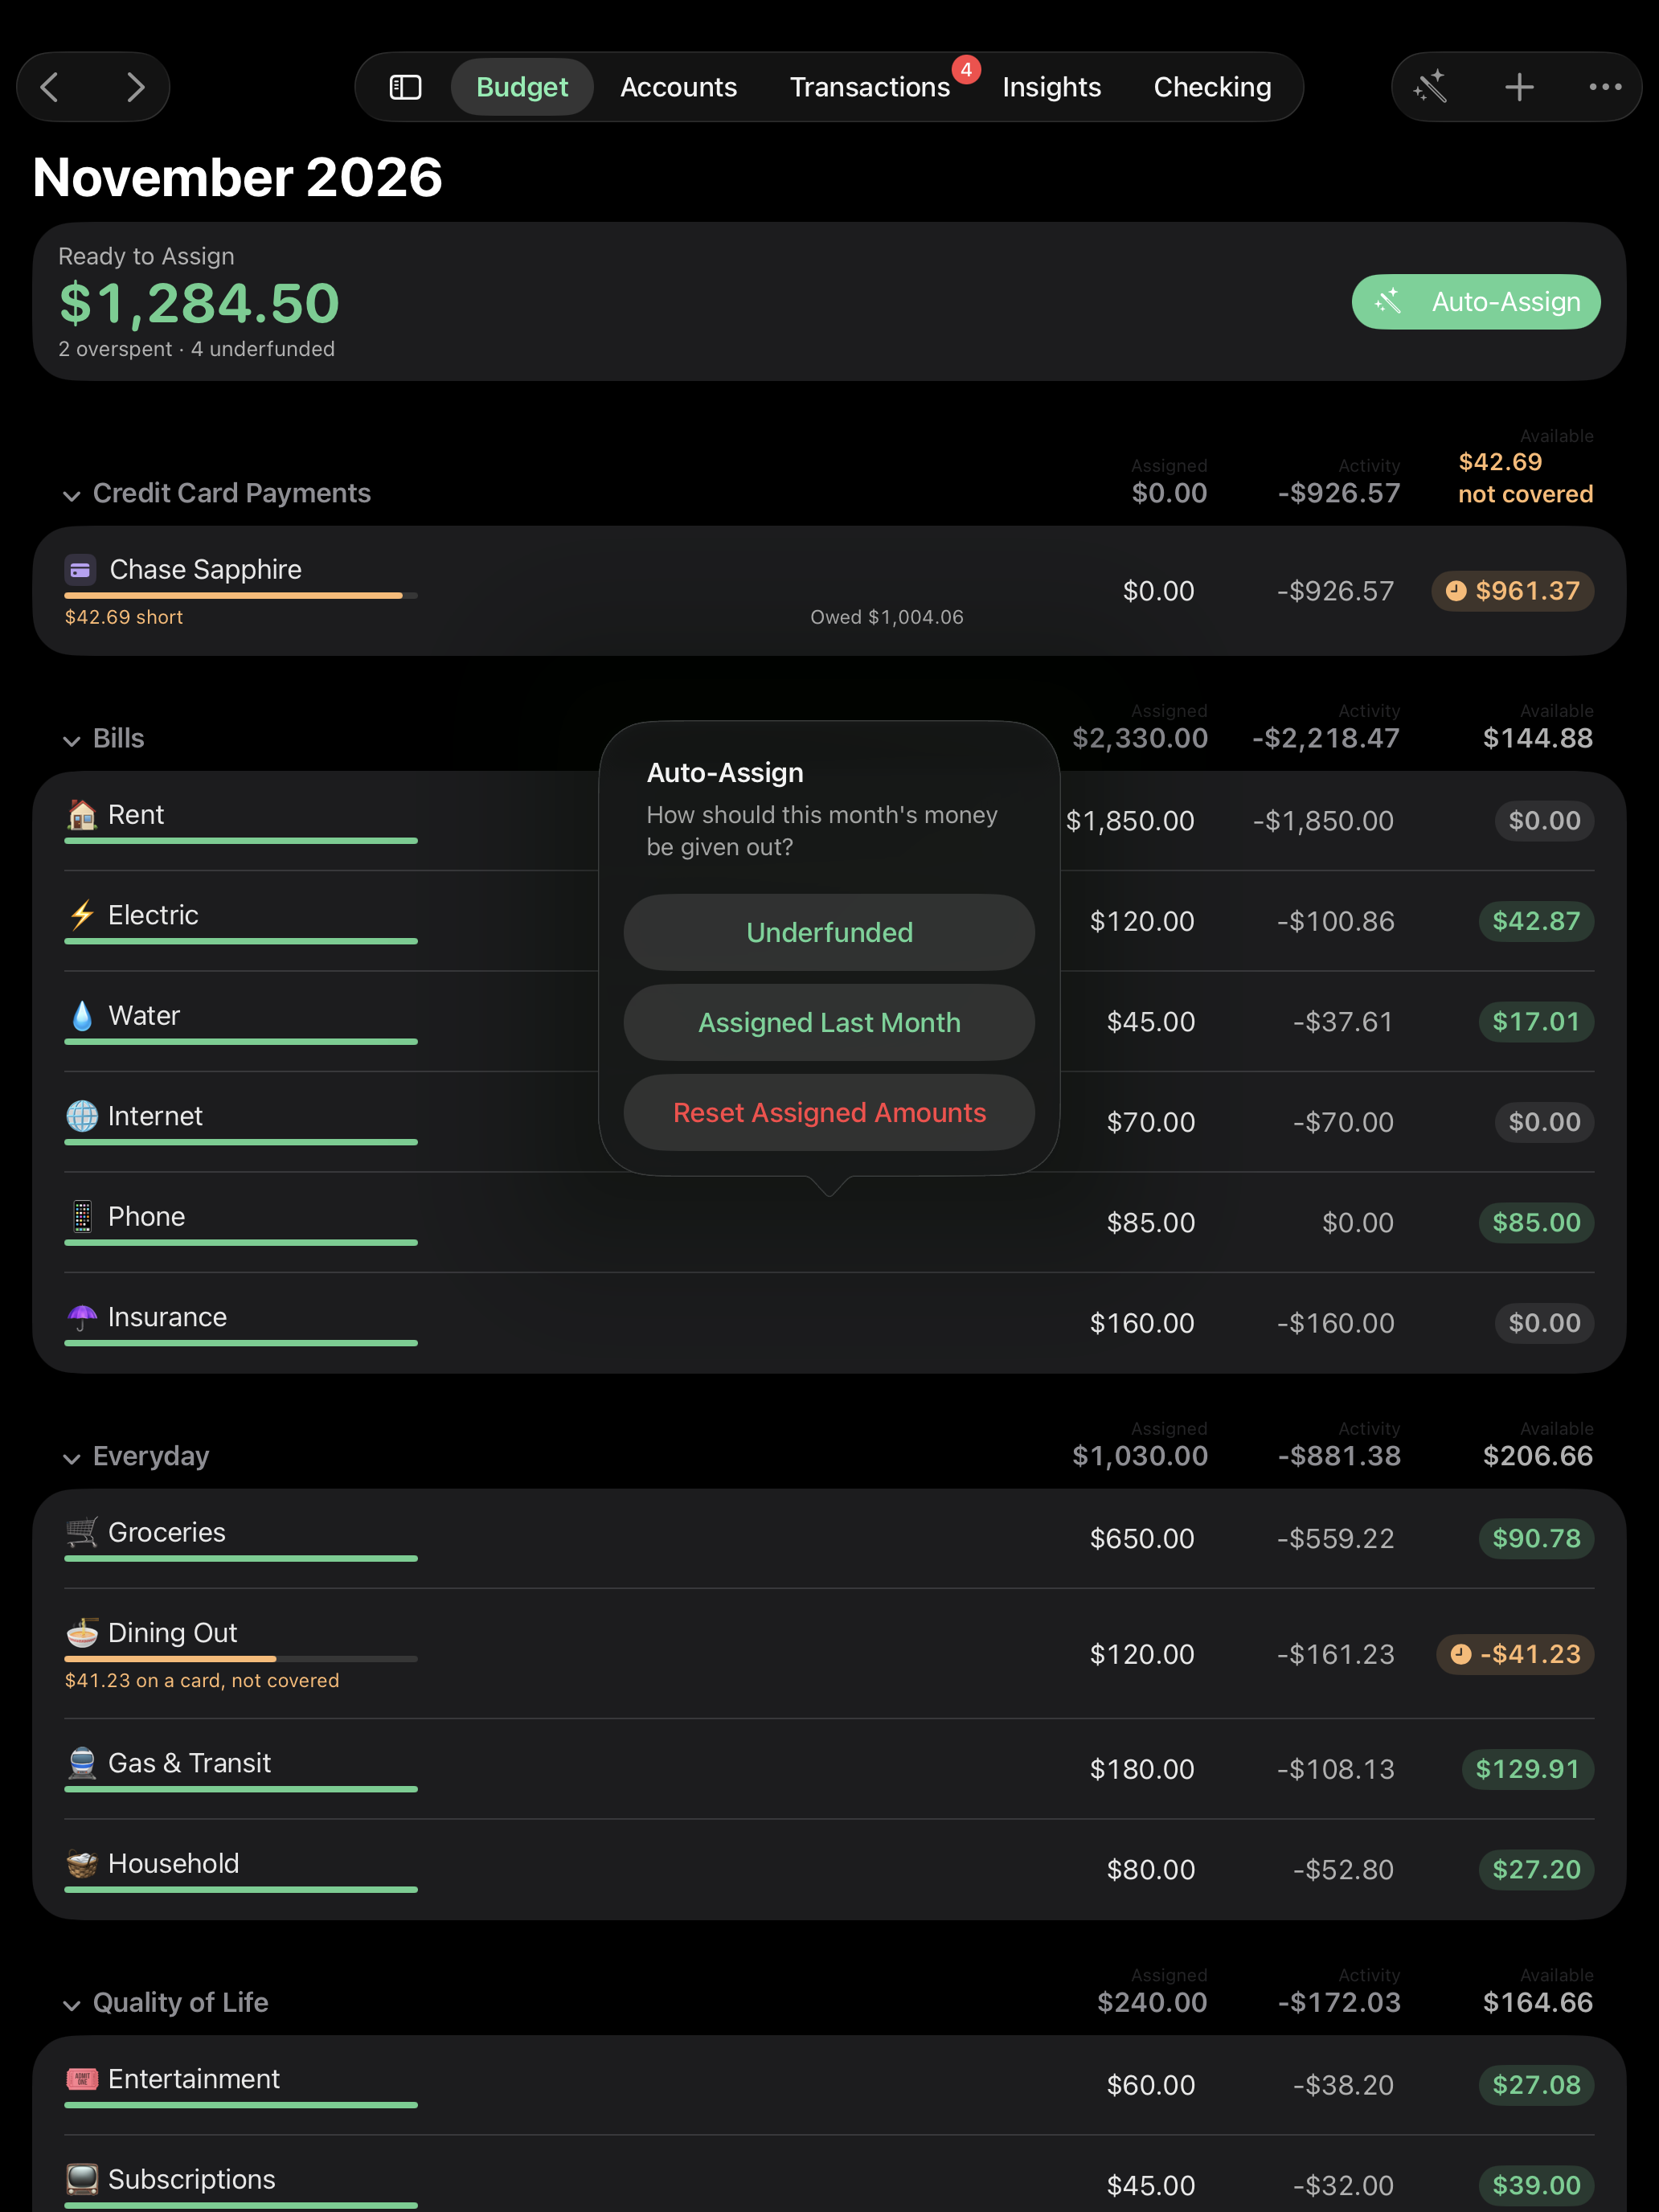 Budget
Accounts
Transactions
4
Insights
Checking
November 2026
Ready to Assign
$1,284.50
2 overspent · 4 underfunded
Auto-Assign
Credit Card Payments
Assigned
$0.00
Activity
-$926.57
Available
$42.69
not covered
Chase Sapphire
$42.69 short
Owed $1,004.06
$0.00
-$926.57
$961.37
Bills
Assigned
$2,330.00
Activity
-$2,218.47
Available
$144.88
Rent
$1,850.00
-$1,850.00
$0.00
Electric
$120.00
-$100.86
$42.87
Water
$45.00
-$37.61
$17.01
Internet
$70.00
-$70.00
$0.00
Phone
$85.00
$0.00
$85.00
Insurance
$160.00
-$160.00
$0.00
Auto-Assign
How should this month's money
be given out?
Underfunded
Assigned Last Month
Reset Assigned Amounts
Everyday
Assigned
$1,030.00
Activity
-$881.38
Available
$206.66
Groceries
$650.00
-$559.22
$90.78
Dining Out
$41.23 on a card, not covered
$120.00
-$161.23
-$41.23
Gas & Transit
$180.00
-$108.13
$129.91
Household
$80.00
-$52.80
$27.20
Quality of Life
Assigned
$240.00
Activity
-$172.03
Available
$164.66
Entertainment
$60.00
-$38.20
$27.08
Subscriptions
$45.00
-$32.00
$39.00